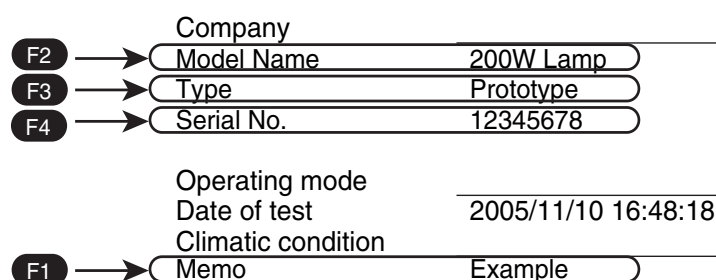 Company
F2 Model Name 200W Lamp
F3 Type Prototype
F4 Serial No. 12345678
Operating mode
Date of test 2005/11/10 16:48:18
Climatic condition
F1 Memo Example